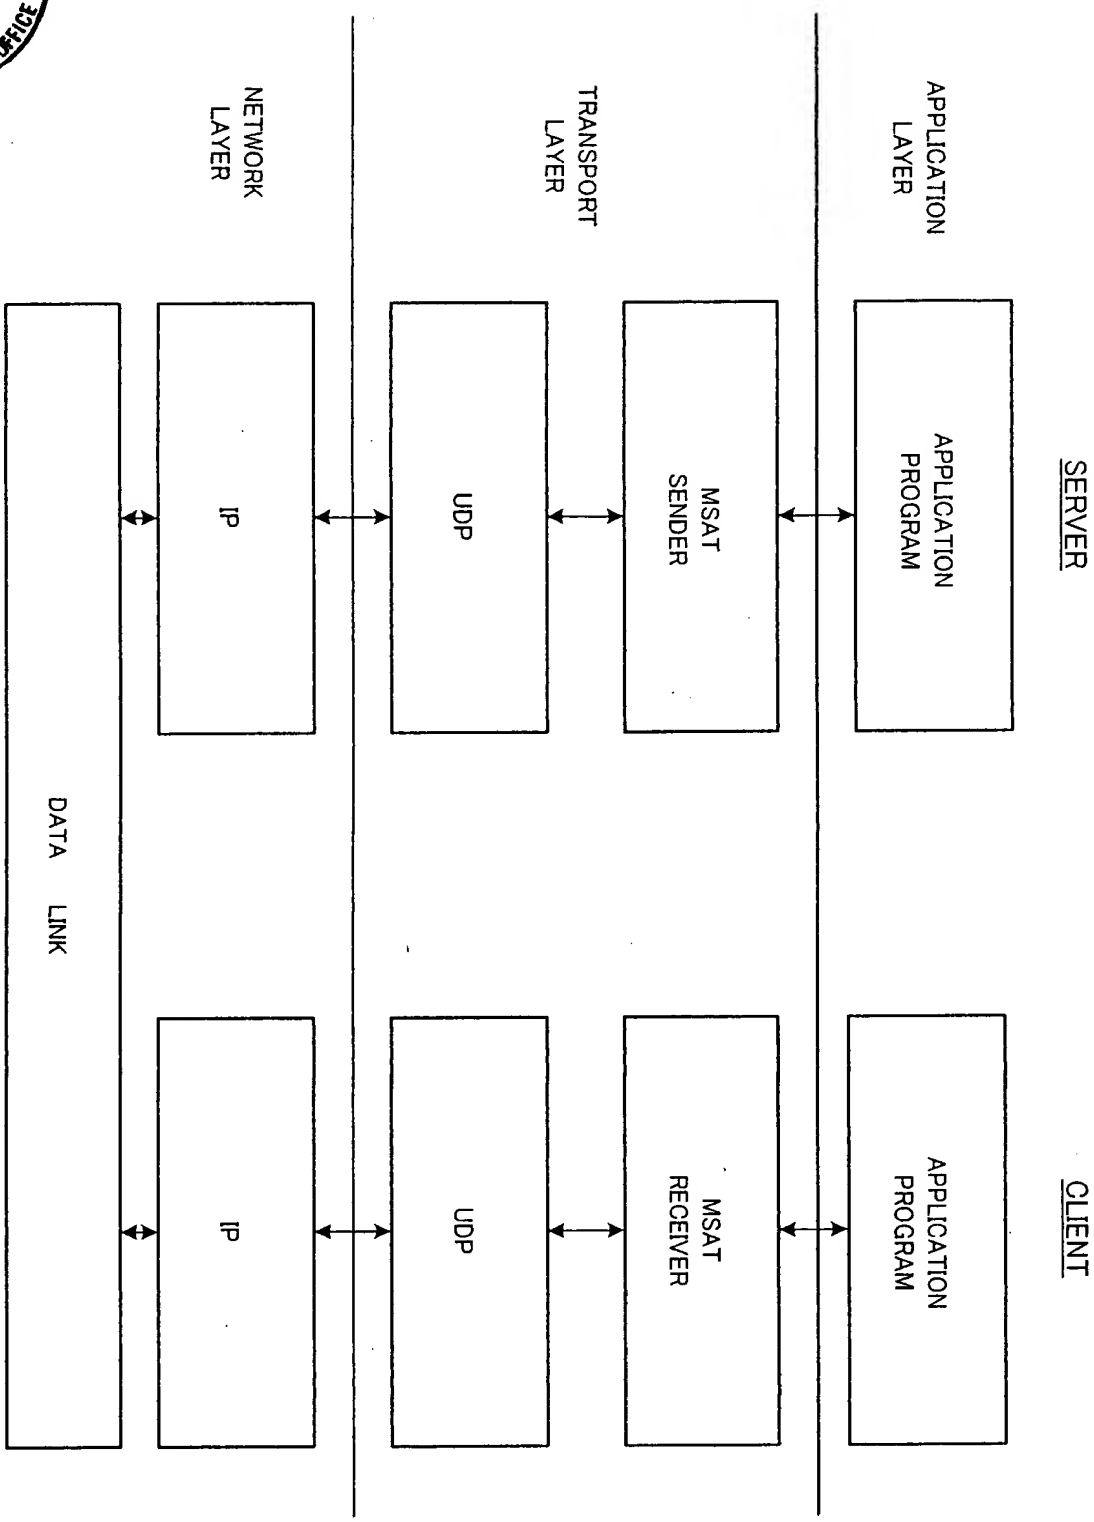 SERVER
CLIENT
APPLICATION
LAYER
APPLICATION
PROGRAM
APPLICATION
PROGRAM
TRANSPORT
LAYER
MSAT
SENDER
MSAT
RECEIVER
UDP
UDP
NETWORK
LAYER
IP
IP
DATA LINK
OFFICE